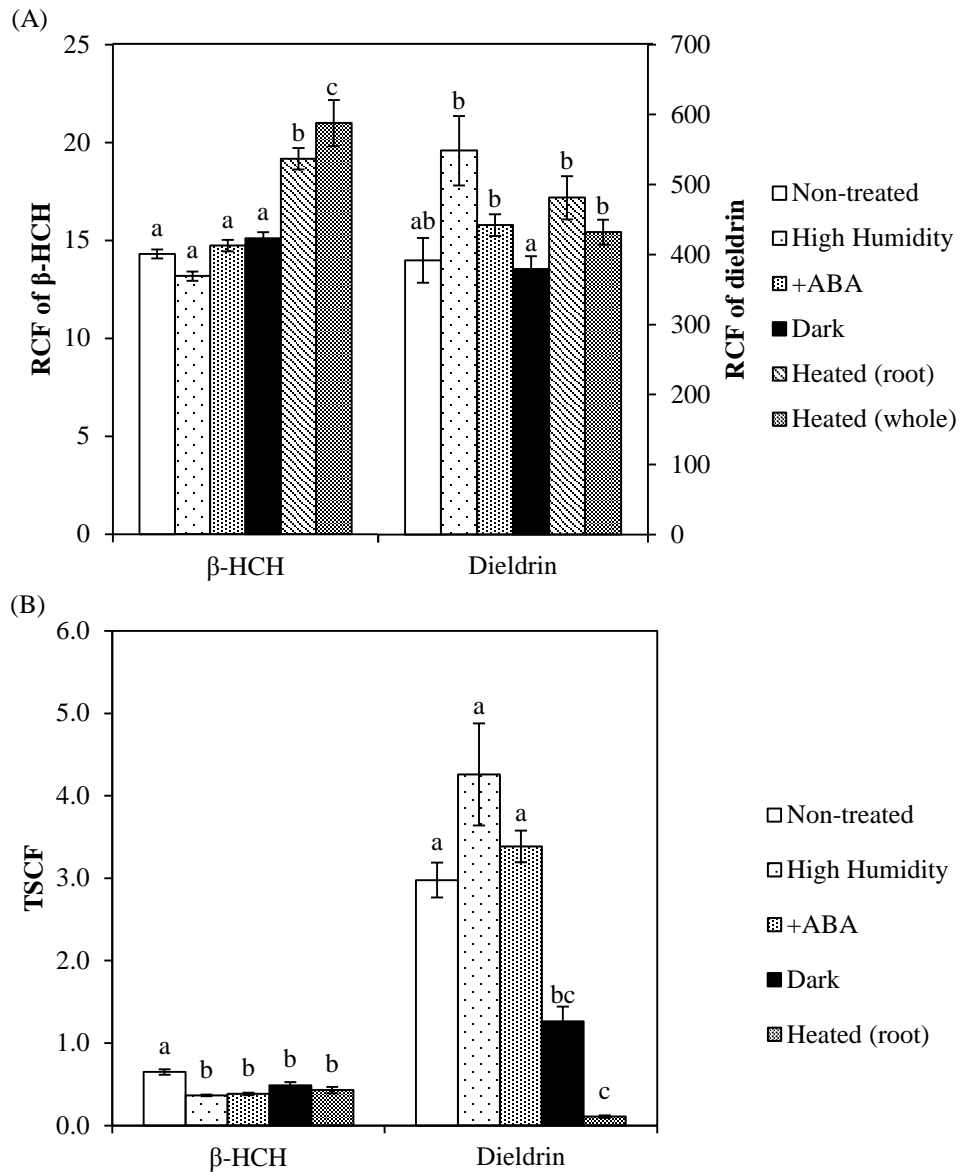 (A)
25
20
15
10
5
0
RCF of β-HCH
a
a
a
a
b
c
ab
b
b
a
b
b
700
600
500
400
300
200
100
0
RCF of dieldrin
β-HCH
Dieldrin
Non-treated
High Humidity
+ABA
Dark
Heated (root)
Heated (whole)
(B)
6.0
5.0
4.0
3.0
2.0
1.0
0.0
TSCF
a
b
b
b
b
a
a
a
bc
c
β-HCH
Dieldrin
Non-treated
High Humidity
+ABA
Dark
Heated (root)